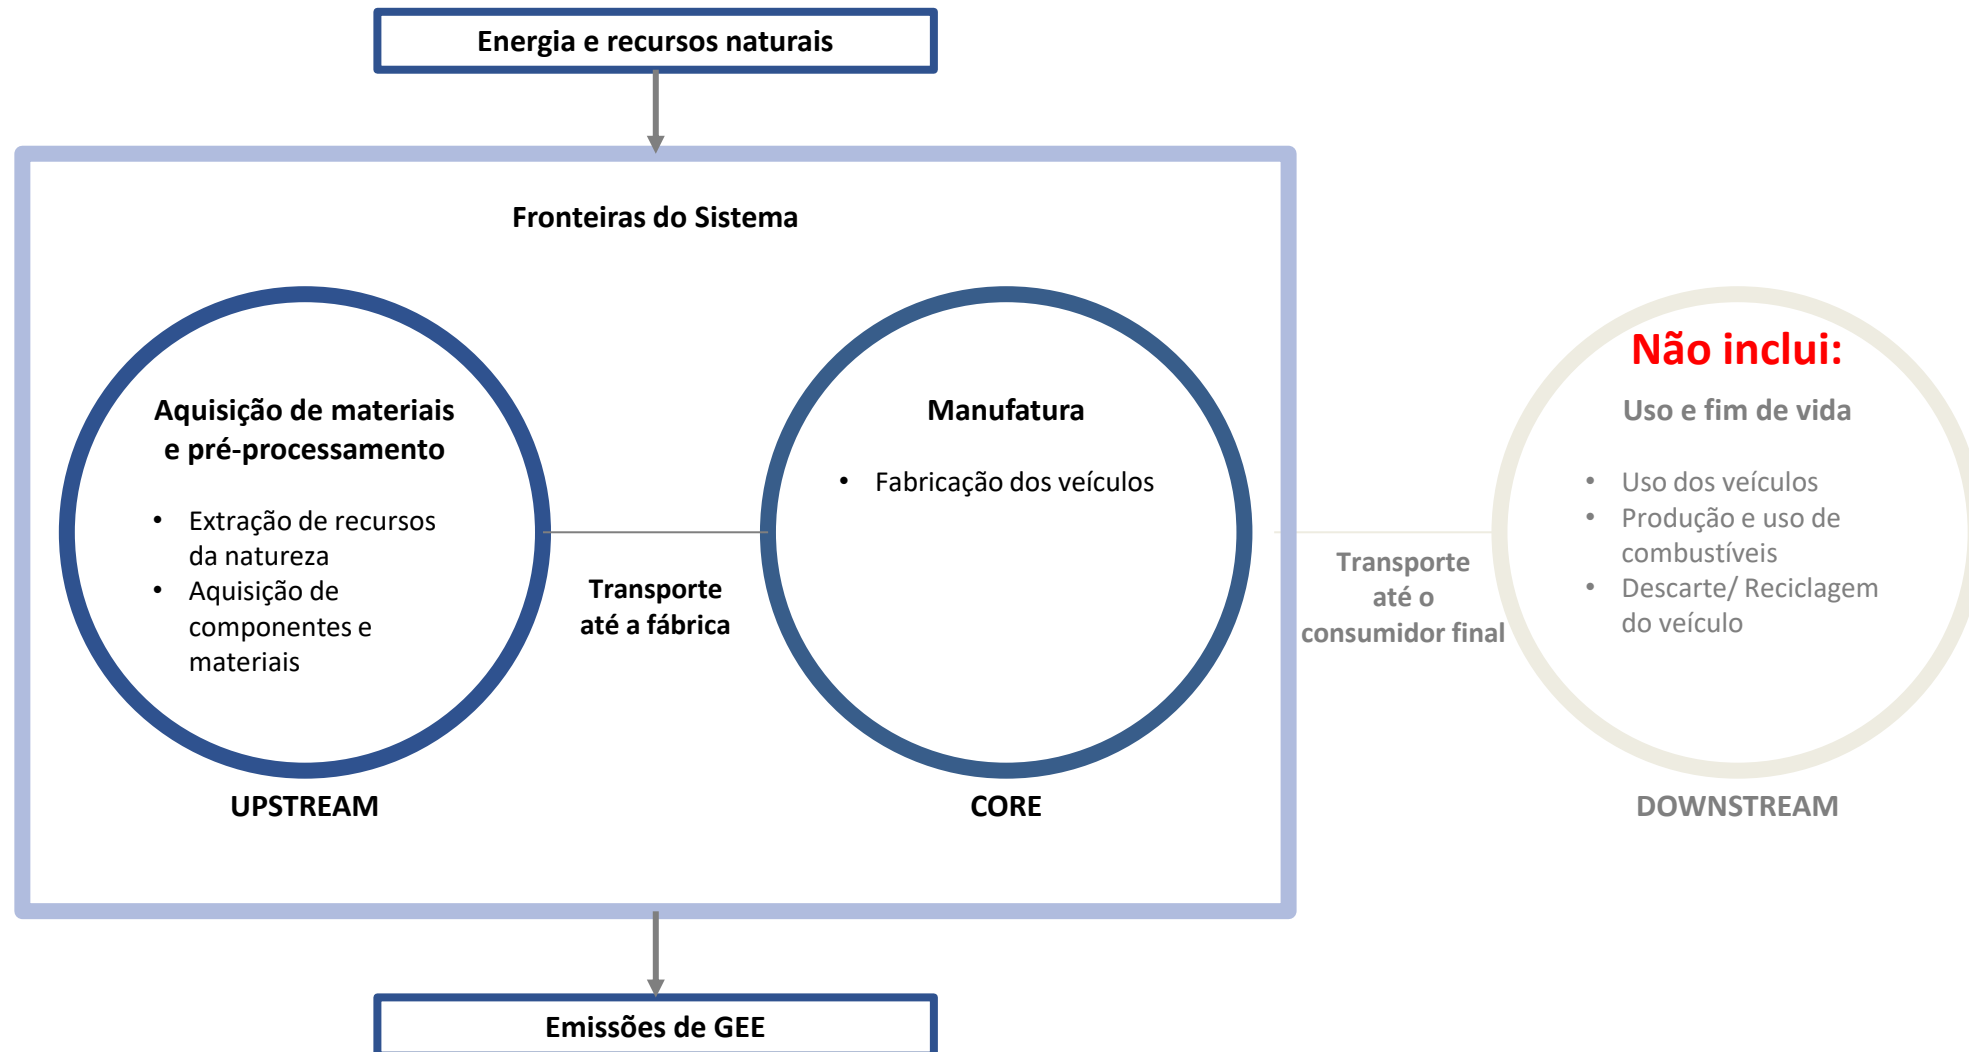 Energia e recursos naturais
Fronteiras do Sistema
Aquisição de materiais
e pré-processamento
• Extração de recursos
da natureza
• Aquisição de
componentes e
materiais
UPSTREAM
Transporte
até a fábrica
Manufatura
• Fabricação dos veículos
CORE
Transporte
até o
consumidor final
Não inclui:
Uso e fim de vida
• Uso dos veículos
• Produção e uso de
combustíveis
• Descarte/ Reciclagem
do veículo
DOWNSTREAM
Emissões de GEE